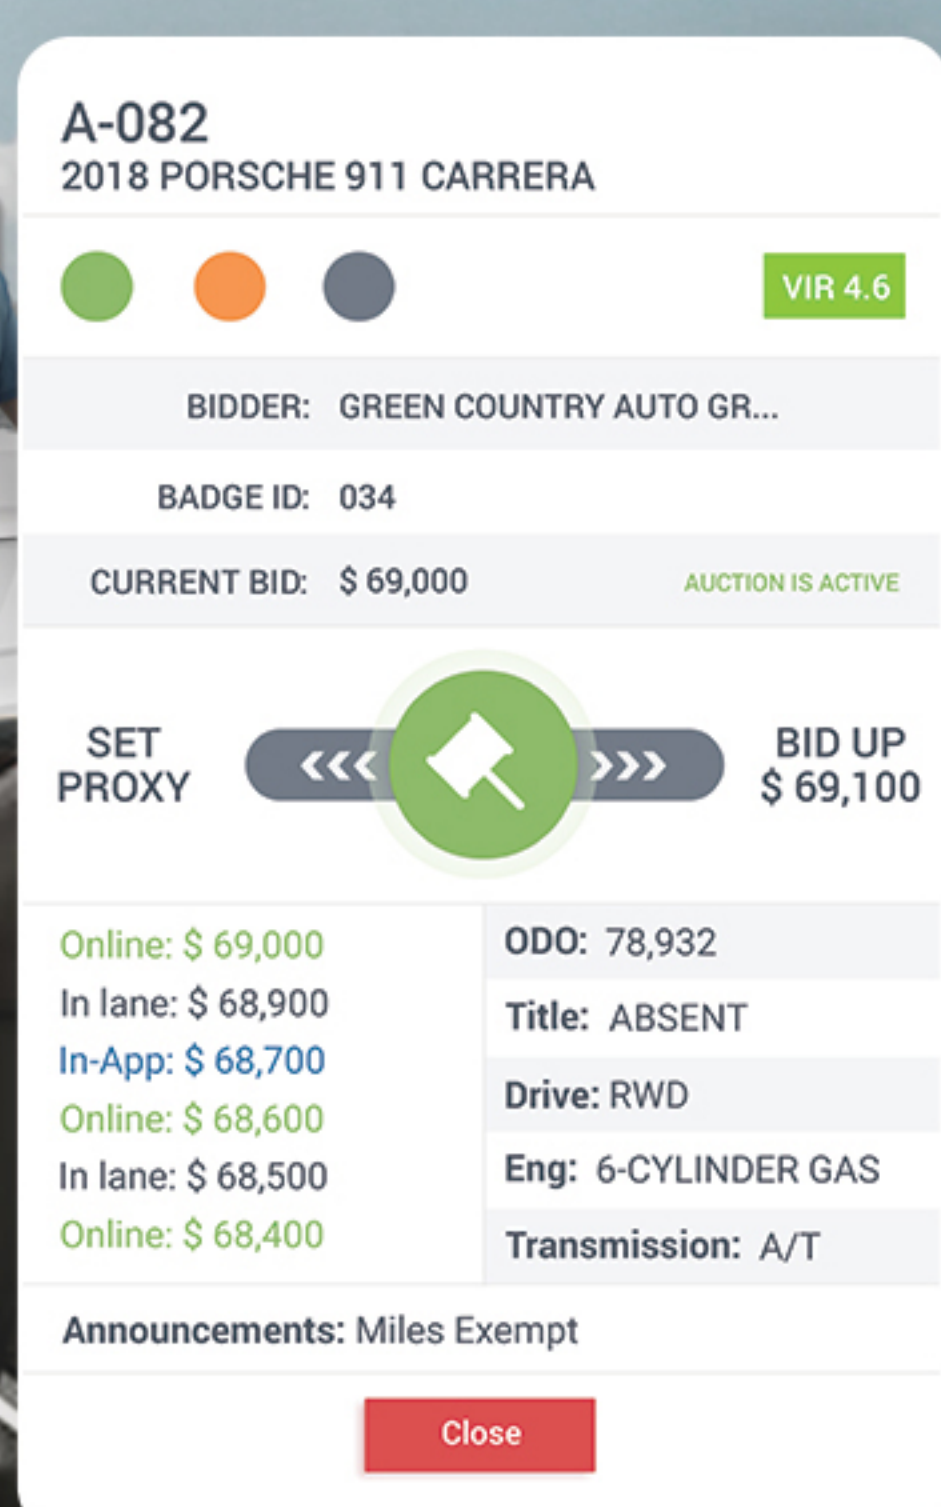 A-082
2018 PORSCHE 911 CARRERA
VIR 4.6
BIDDER: GREEN COUNTRY AUTO GR...
BADGE ID: 034
CURRENT BID: $ 69,000 AUCTION IS ACTIVE
SET
PROXY
BID UP
$ 69,100
Online: $ 69,000
In lane: $ 68,900
In-App: $ 68,700
Online: $ 68,600
In lane: $ 68,500
Online: $ 68,400
ODO: 78,932
Title: ABSENT
Drive: RWD
Eng: 6-CYLINDER GAS
Transmission: A/T
Announcements: Miles Exempt
Close